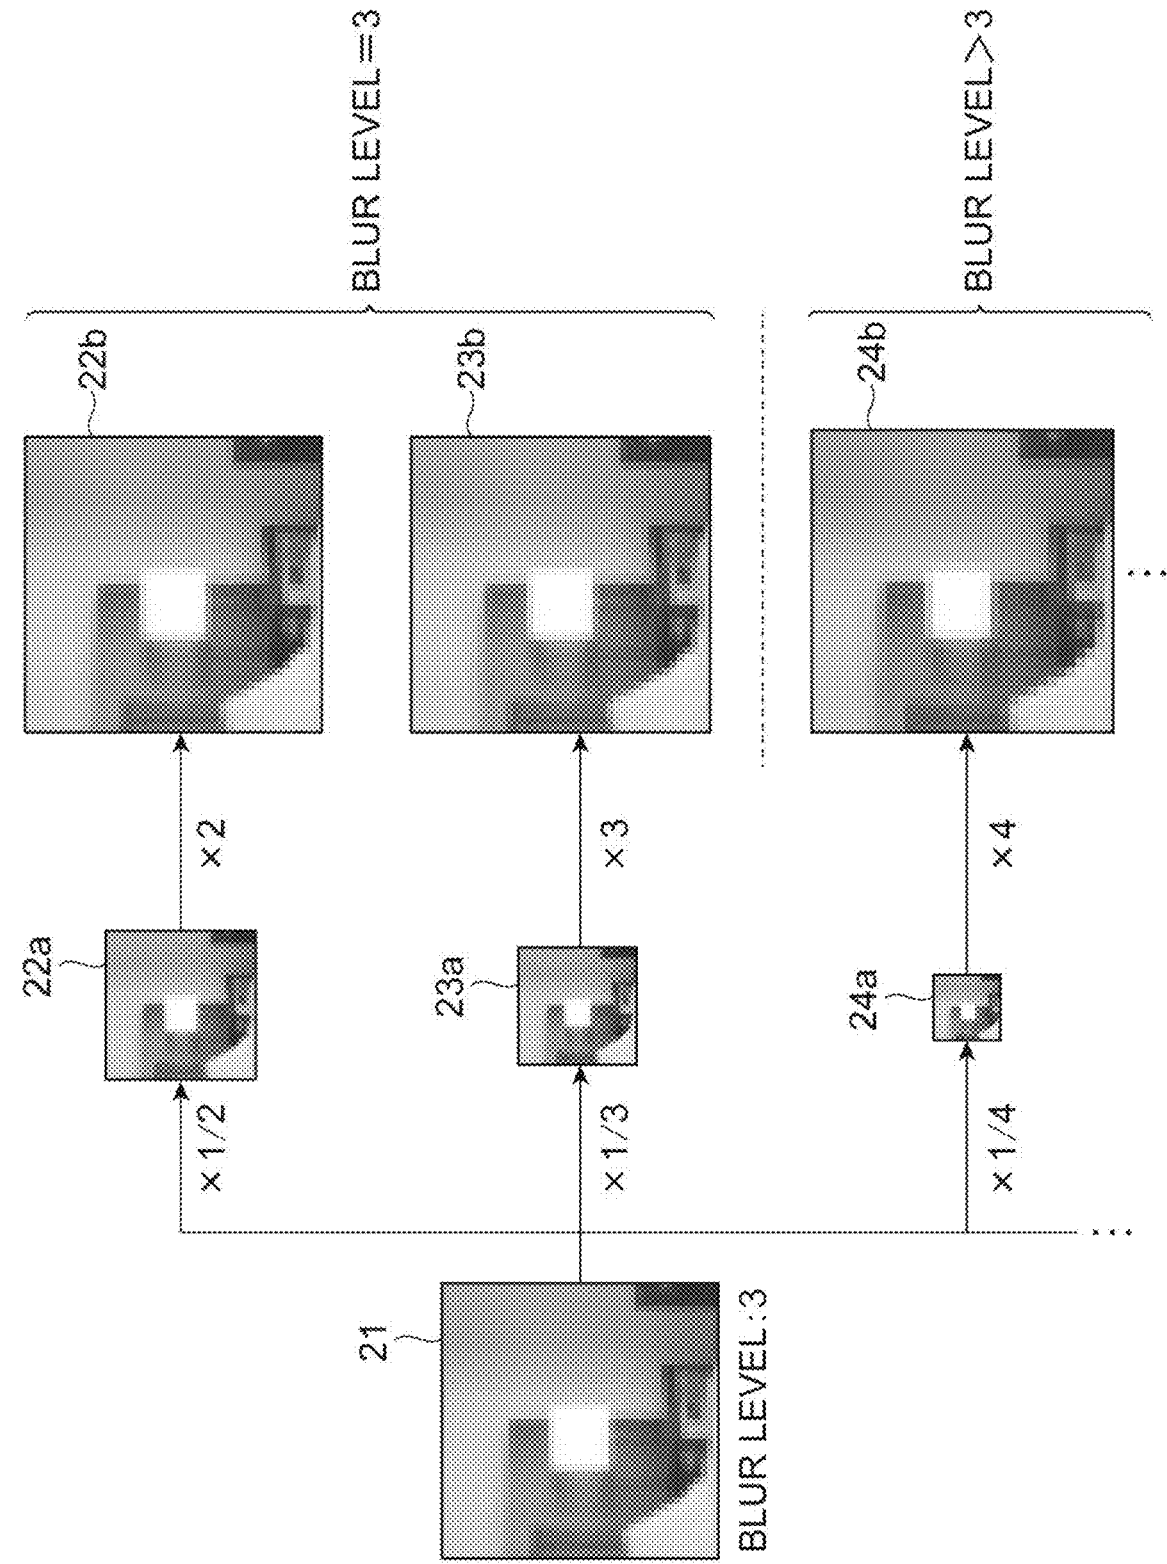 21
BLUR LEVEL:3
×1/2
22a
×2
22b
×1/3
23a
×3
23b
BLUR LEVEL=3
×1/4
24a
×4
24b
BLUR LEVEL>3